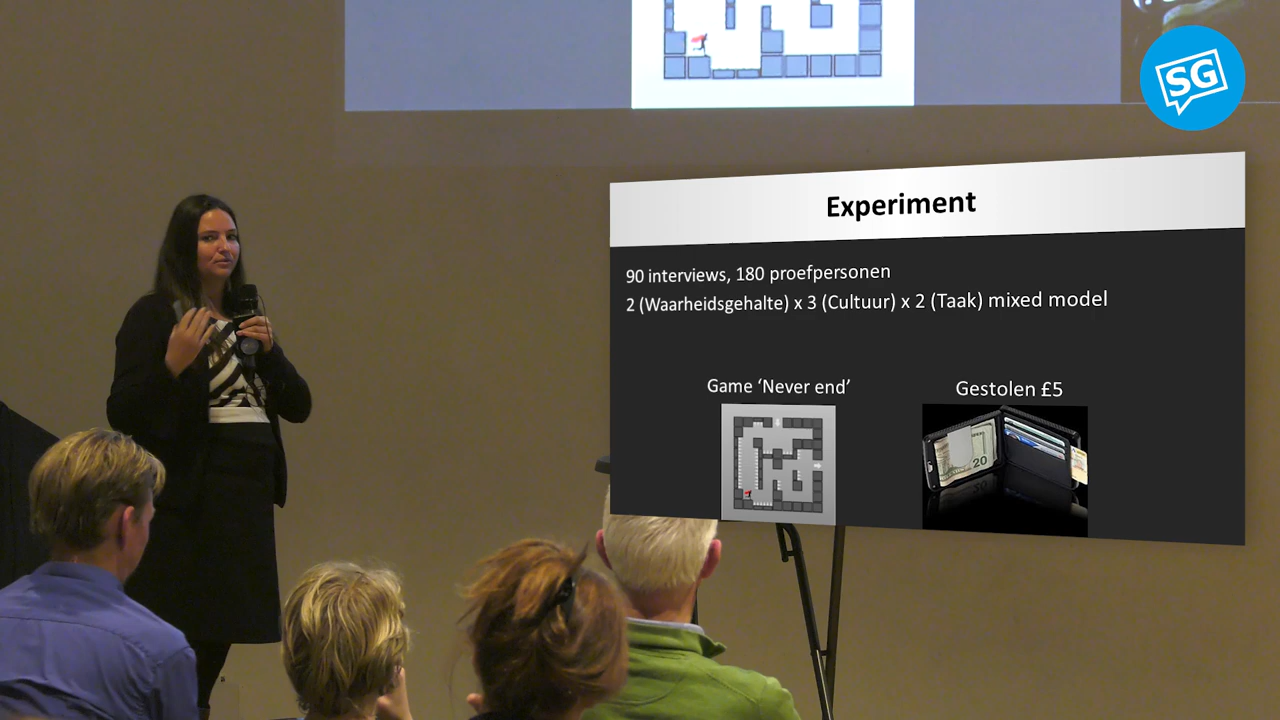 SG
Experiment
90 interviews, 180 proefpersonen
2 (Waarheidsgehalte) x 3 (Cultuur) x 2 (Taak) mixed model
Game ‘Never end’
Gestolen £5
20